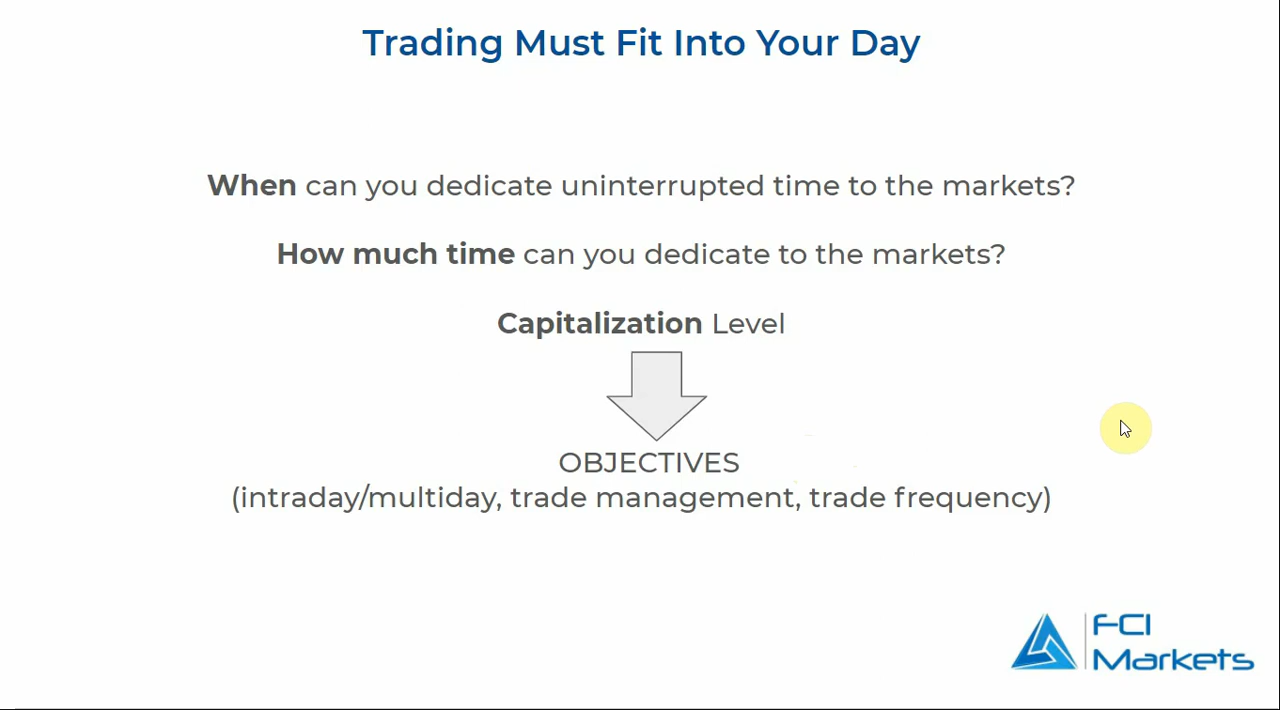 Trading Must Fit Into Your Day
When can you dedicate uninterrupted time to the markets?
How much time can you dedicate to the markets?
Capitalization Level
OBJECTIVES
(intraday/multiday, trade management, trade frequency)
FCI
Markets